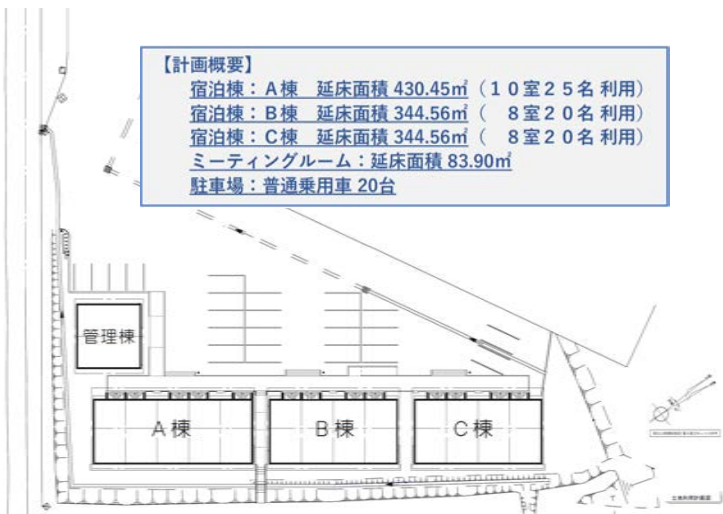 【計画概要】
宿泊棟：A棟　延床面積 430.45㎡（１０室２５名 利用）
宿泊棟：B棟　延床面積 344.56㎡（　８室２０名 利用）
宿泊棟：C棟　延床面積 344.56㎡（　８室２０名 利用）
ミーティングルーム：延床面積 83.90㎡
駐車場：普通乗用車 20台
管理棟
A棟
B棟
C棟